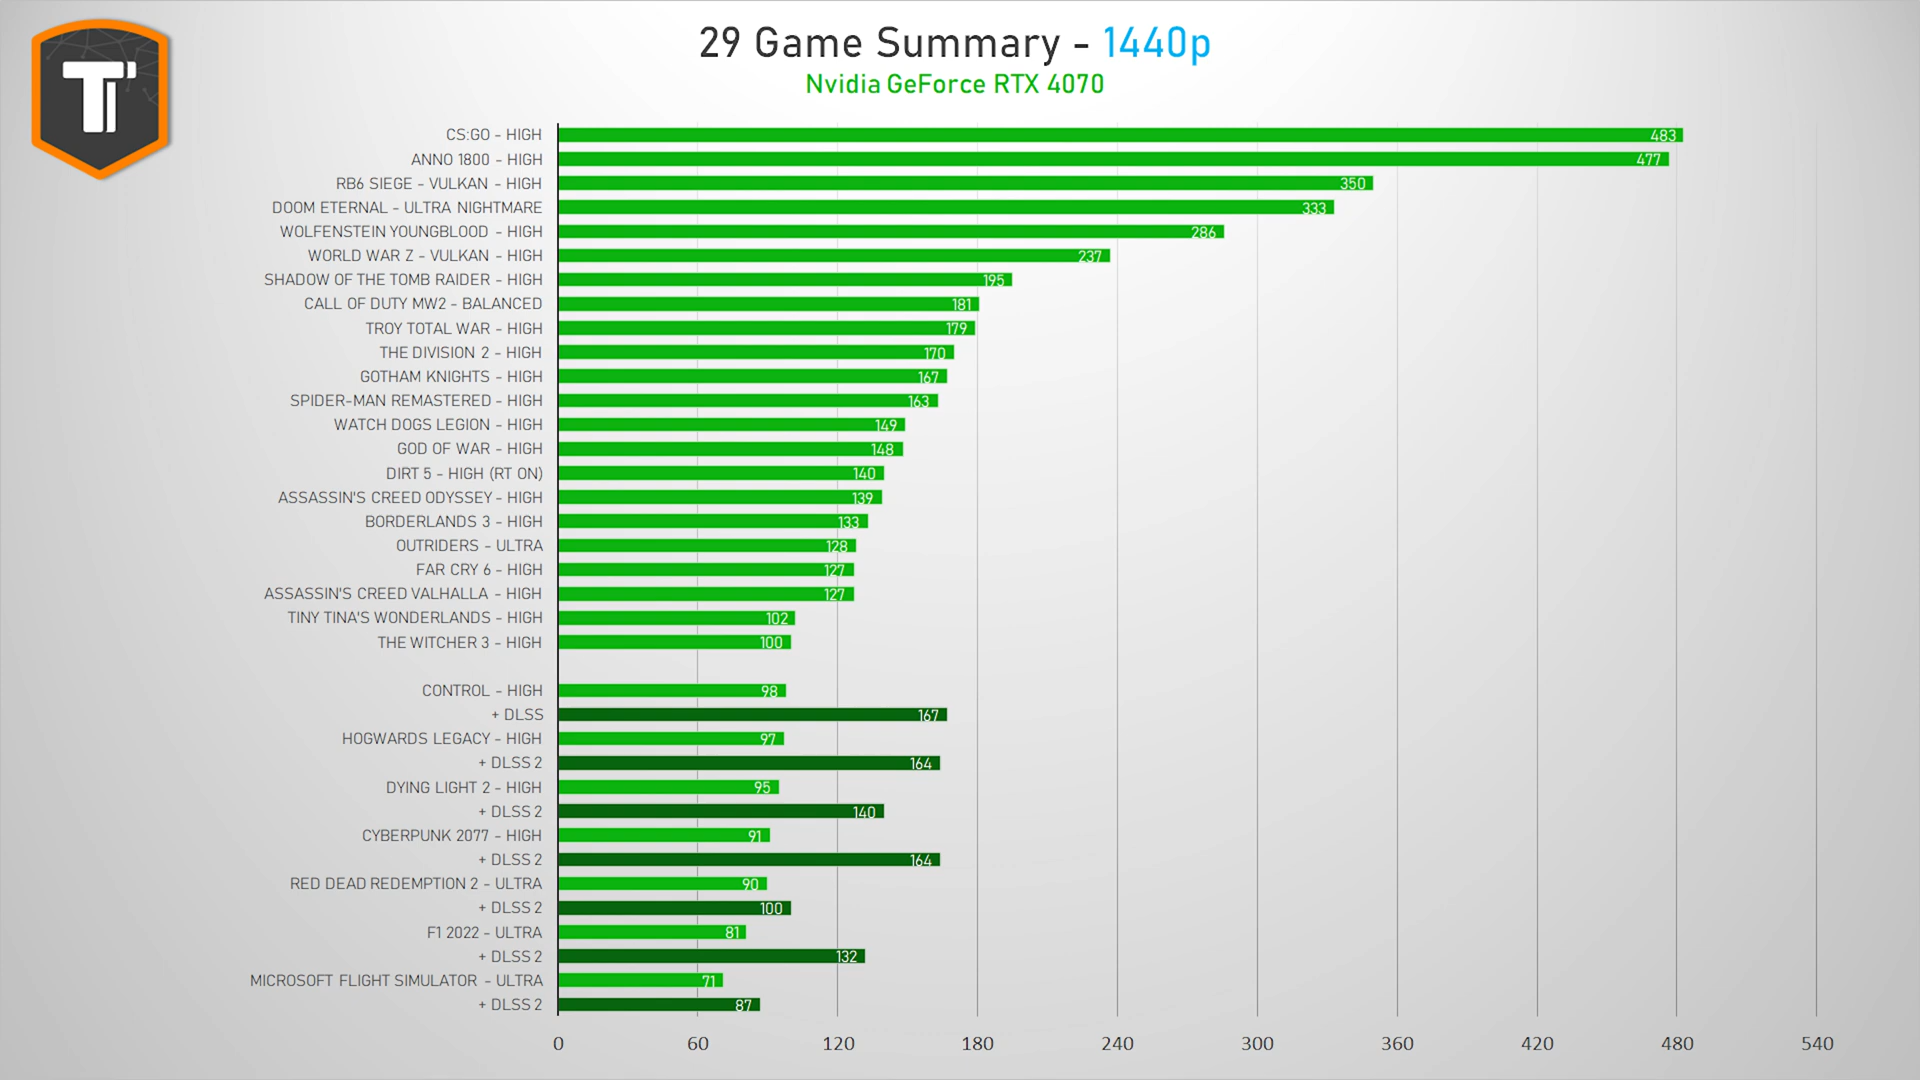 29 Game Summary - 1440p
Nvidia GeForce RTX 4070
CS:GO - HIGH 483
ANNO 1800 - HIGH 477
RB6 SIEGE - VULKAN - HIGH 350
DOOM ETERNAL - ULTRA NIGHTMARE 333
WOLFENSTEIN YOUNGBLOOD - HIGH 286
WORLD WAR Z - VULKAN - HIGH 237
SHADOW OF THE TOMB RAIDER - HIGH 195
CALL OF DUTY MW2 - BALANCED 181
TROY TOTAL WAR - HIGH 179
THE DIVISION 2 - HIGH 170
GOTHAM KNIGHTS - HIGH 167
SPIDER-MAN REMASTERED - HIGH 163
WATCH DOGS LEGION - HIGH 149
GOD OF WAR - HIGH 148
DIRT 5 - HIGH (RT ON) 140
ASSASSIN'S CREED ODYSSEY - HIGH 139
BORDERLANDS 3 - HIGH 133
OUTRIDERS - ULTRA 128
FAR CRY 6 - HIGH 127
ASSASSIN'S CREED VALHALLA - HIGH 127
TINY TINA'S WONDERLANDS - HIGH 102
THE WITCHER 3 - HIGH 100
CONTROL - HIGH 98
+ DLSS 167
HOGWARDS LEGACY - HIGH 97
+ DLSS 2 164
DYING LIGHT 2 - HIGH 95
+ DLSS 2 140
CYBERPUNK 2077 - HIGH 91
+ DLSS 2 164
RED DEAD REDEMPTION 2 - ULTRA 90
+ DLSS 2 100
F1 2022 - ULTRA 81
+ DLSS 2 132
MICROSOFT FLIGHT SIMULATOR - ULTRA 71
+ DLSS 2 87
0 60 120 180 240 300 360 420 480 540